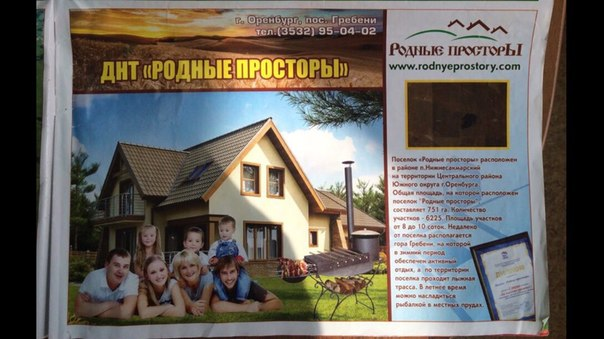 г. Оренбург, пос. Гребени
тел.(3532) 95-04-02
ДНТ «РОДНЫЕ ПРОСТОРЫ»
РОДНЫЕ ПРОСТОРЫ
www.rodnyeprostory.com
Поселок «Родные просторы» расположен
в районе п.Нижнесакмарский
на территории Центрального района
Южного округа г.Оренбурга.
Общая площадь, на которой расположен
поселок "Родные просторы",
составляет 751 га. Количество
участков - 6225. Площадь участков
от 8 до 10 соток. Недалеко
от поселка располагается
гора Гребени, на которой
в зимний период
обеспечен активный
отдых, а по территории
поселка проходит лыжная
трасса. В летнее время
можно насладиться
рыбалкой в местных прудах.